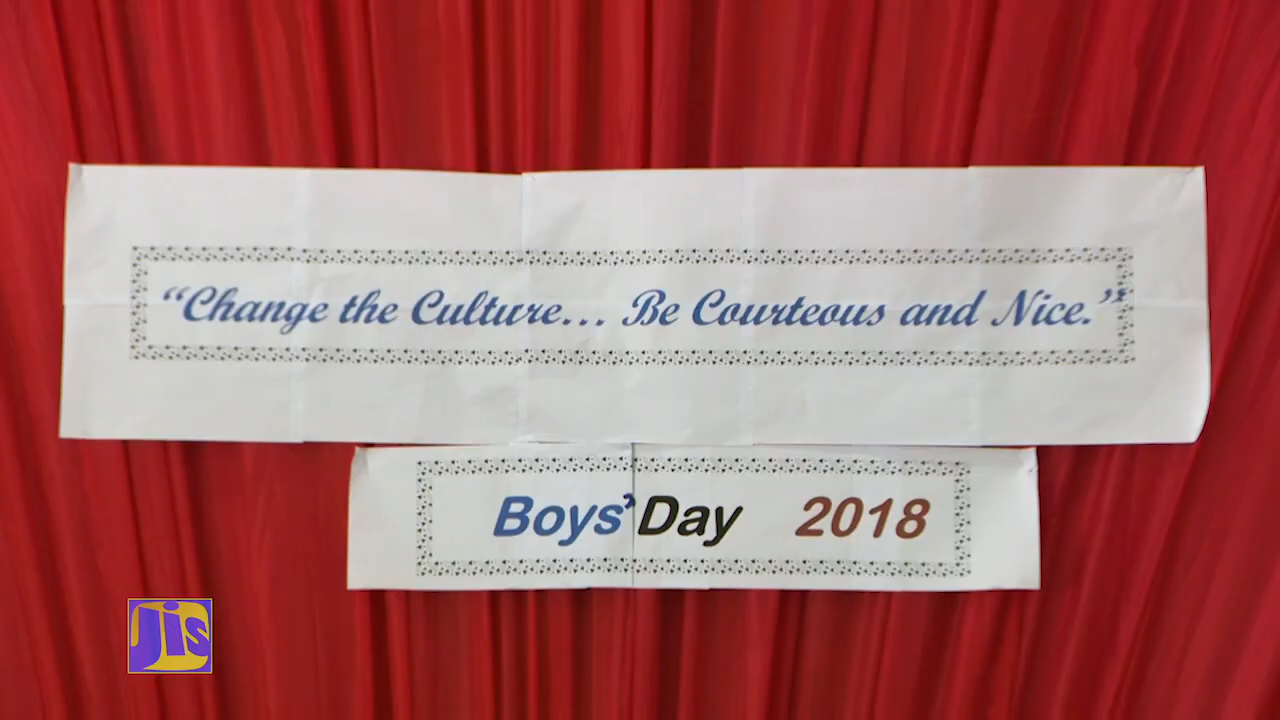 “Change the Culture... Be Courteous and Nice.”
Boys’ Day 2018
Jis